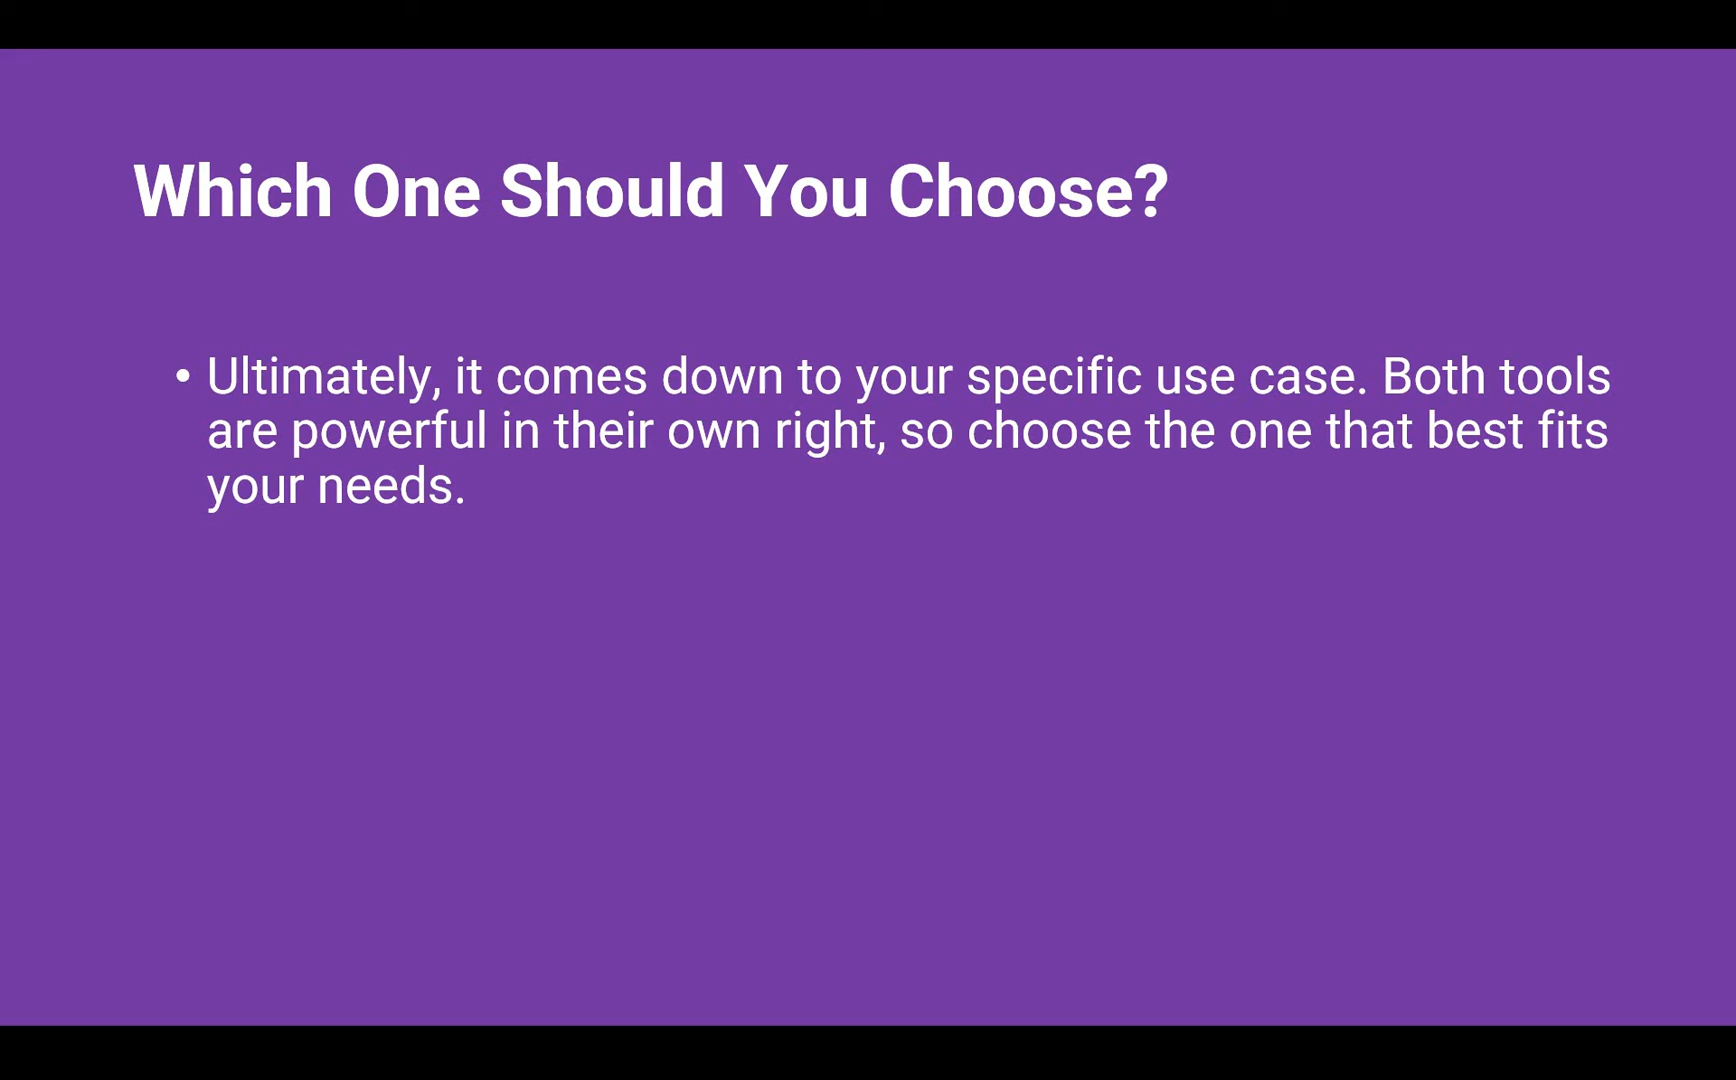 Which One Should You Choose?
• Ultimately, it comes down to your specific use case. Both tools
are powerful in their own right, so choose the one that best fits
your needs.